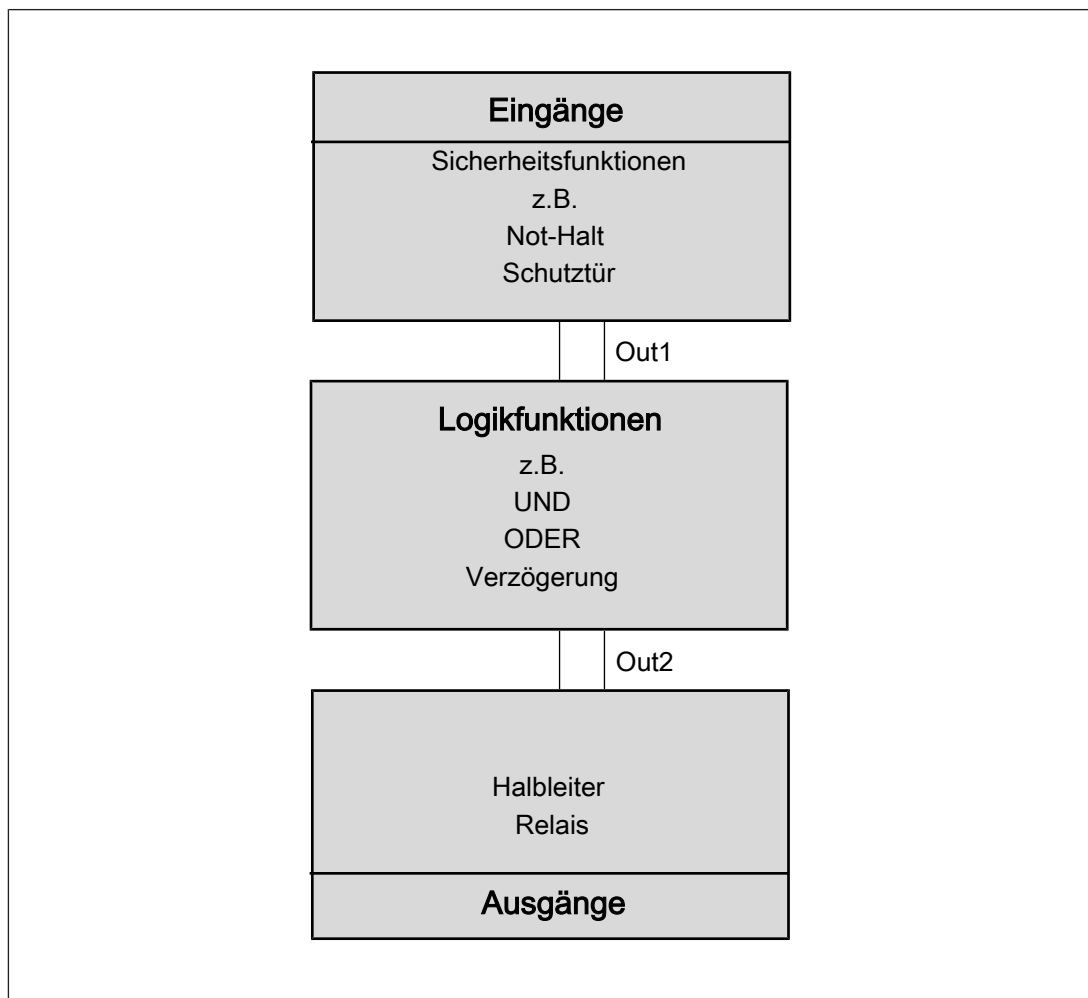 Eingänge
Sicherheitsfunktionen
z.B.
Not-Halt
Schutztür
Out1
Logikfunktionen
z.B.
UND
ODER
Verzögerung
Out2
Halbleiter
Relais
Ausgänge